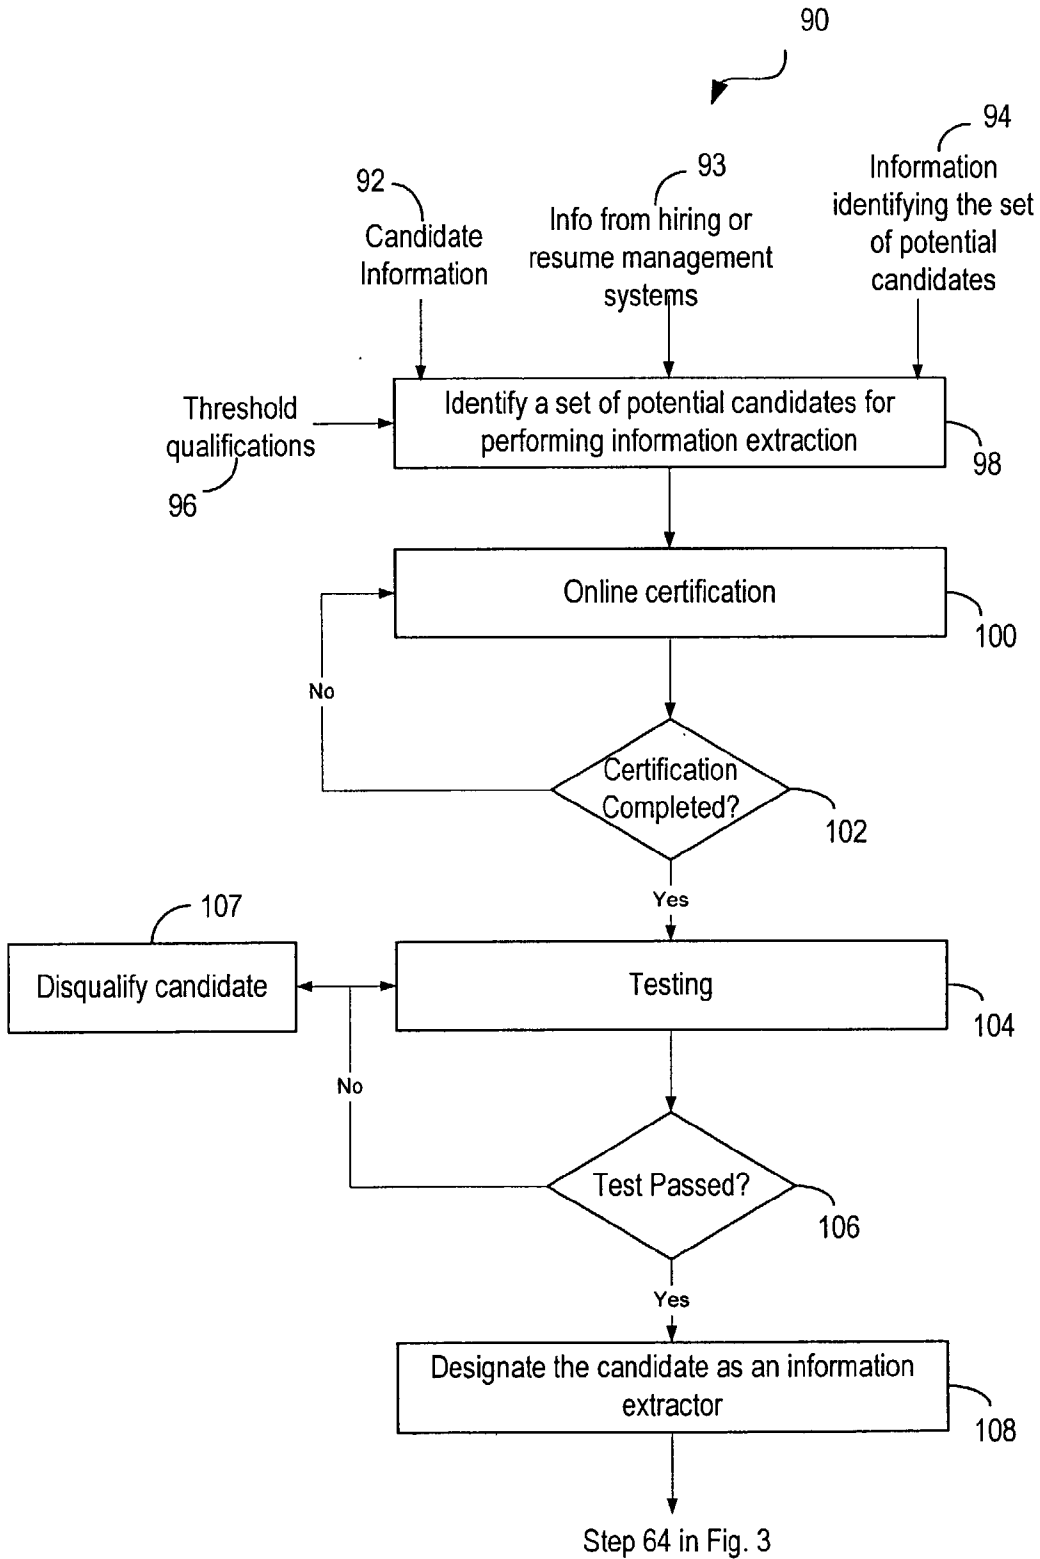 90
94
Information
identifying the set
of potential
candidates
93
Info from hiring or
resume management
systems
92
Candidate
Information
Threshold
qualifications
96
Identify a set of potential candidates for
performing information extraction
98
Online certification
100
No
Certification
Completed?
102
Yes
107
Disqualify candidate
Testing
104
No
Test Passed?
106
Yes
Designate the candidate as an information
extractor
108
Step 64 in Fig. 3